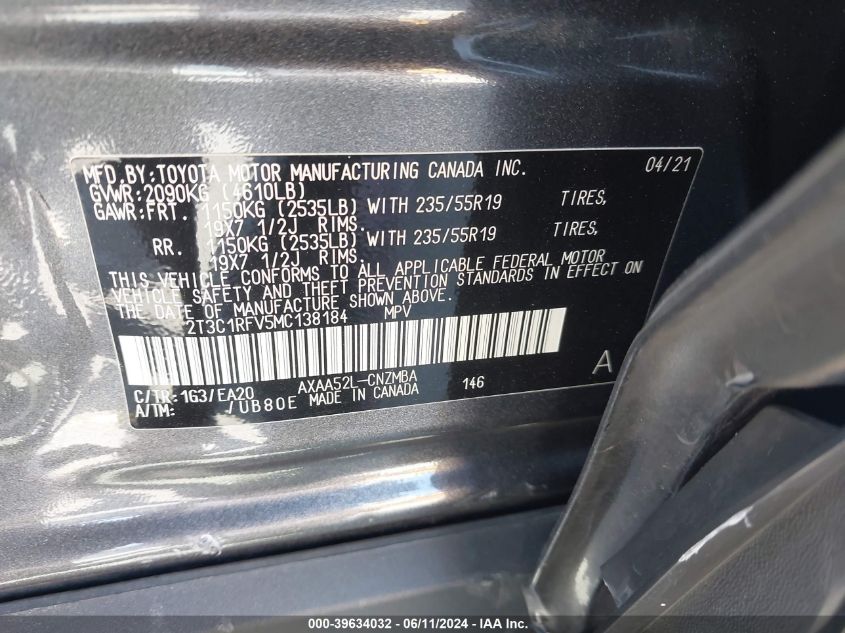 MFD.BY:TOYOTA MOTOR MANUFACTURING CANADA INC. 04/21
GVWR:2090KG (4610LB)
GAWR:FRT. 1150KG (2535LB) WITH 235/55R19 TIRES,
19X7 1/2J RIMS.
RR. 1150KG (2535LB) WITH 235/55R19 TIRES,
19X7 1/2J RIMS.
THIS VEHICLE CONFORMS TO ALL APPLICABLE FEDERAL MOTOR
VEHICLE SAFETY AND THEFT PREVENTION STANDARDS IN EFFECT ON
THE DATE OF MANUFACTURE SHOWN ABOVE.
2T3C1RFV5MC138184 MPV
A
C/TR:1G3/EA20 AXAA52L-CNZMBA 146
A/TM: /UB80E MADE IN CANADA
000-39634032 - 06/11/2024 - IAA Inc.